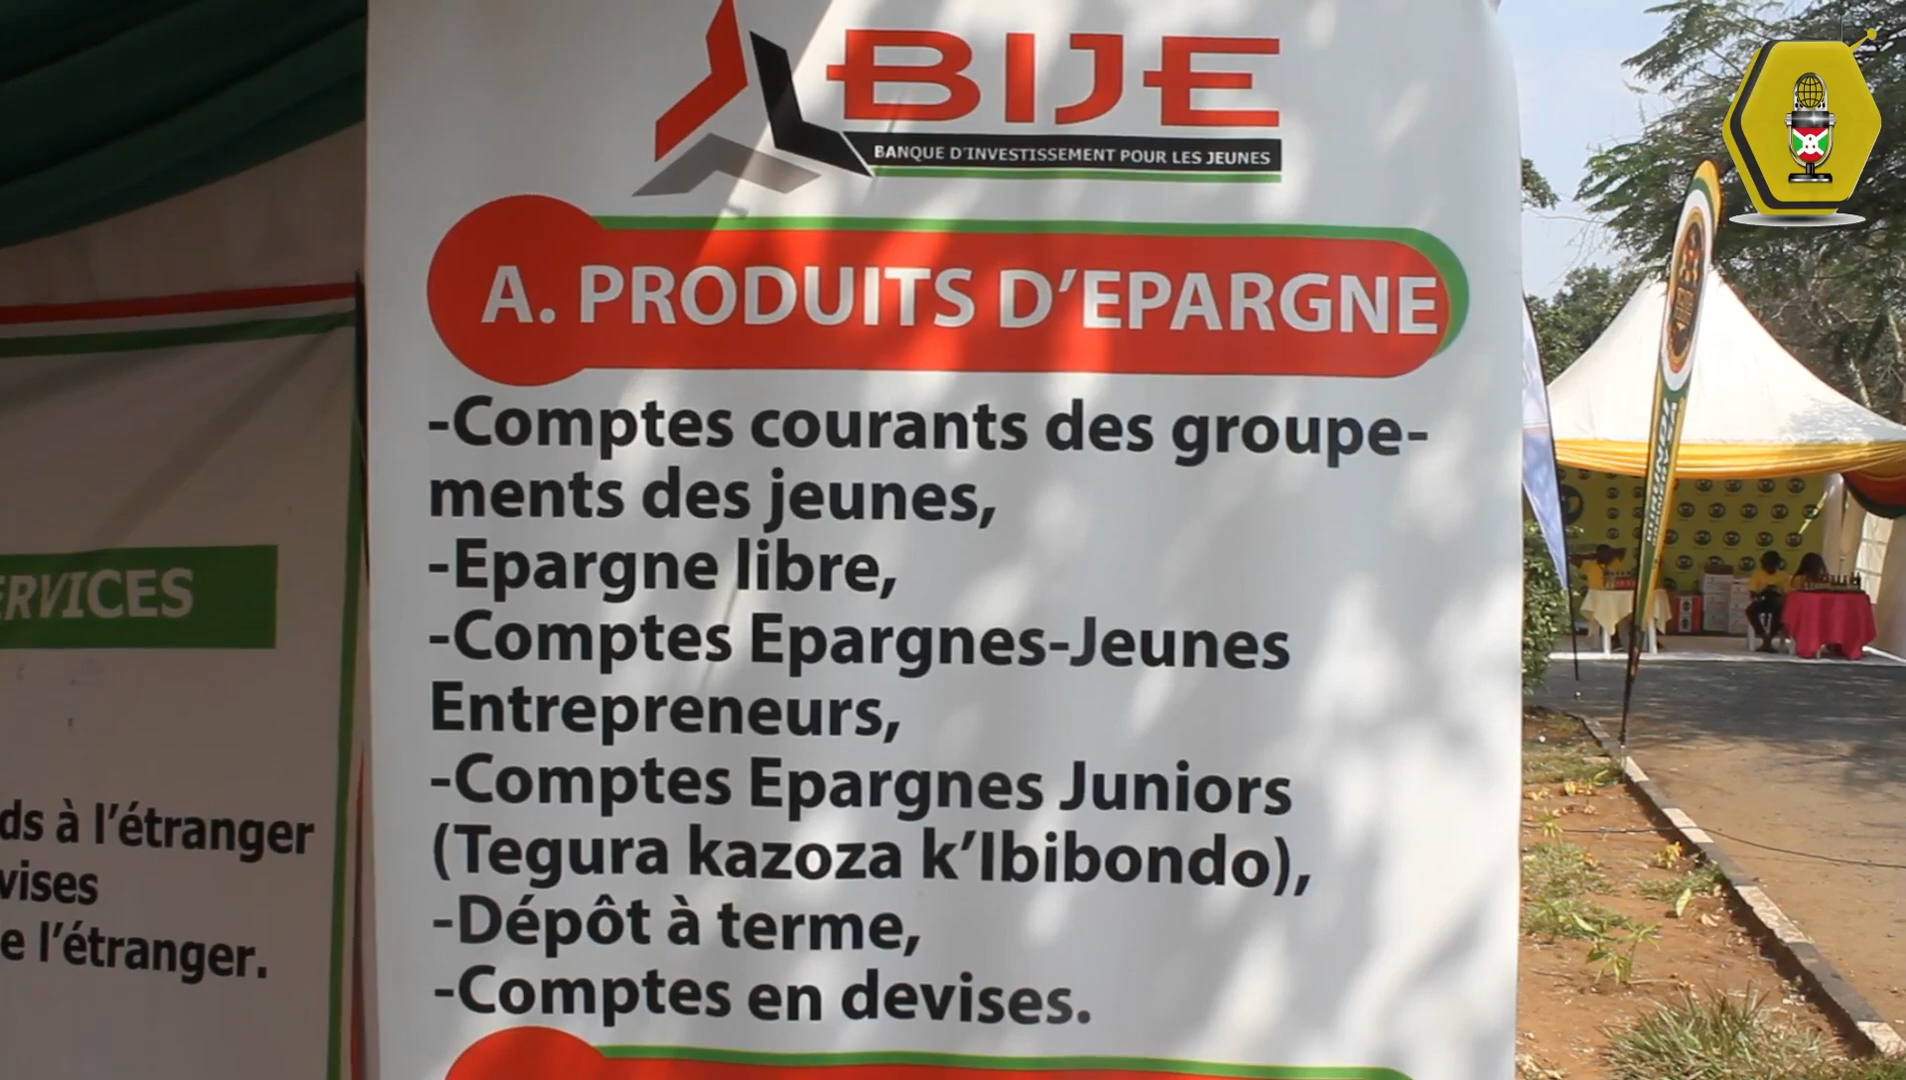 BIJE
BANQUE D'INVESTISSEMENT POUR LES JEUNES
A. PRODUITS D'EPARGNE
-Comptes courants des groupe-
ments des jeunes,
-Epargne libre,
-Comptes Epargnes-Jeunes
Entrepreneurs,
-Comptes Epargnes Juniors
(Tegura kazoza k'Ibibondo),
-Dépôt à terme,
-Comptes en devises.
ERVICES
ds à l'étranger
vises
e l'étranger.